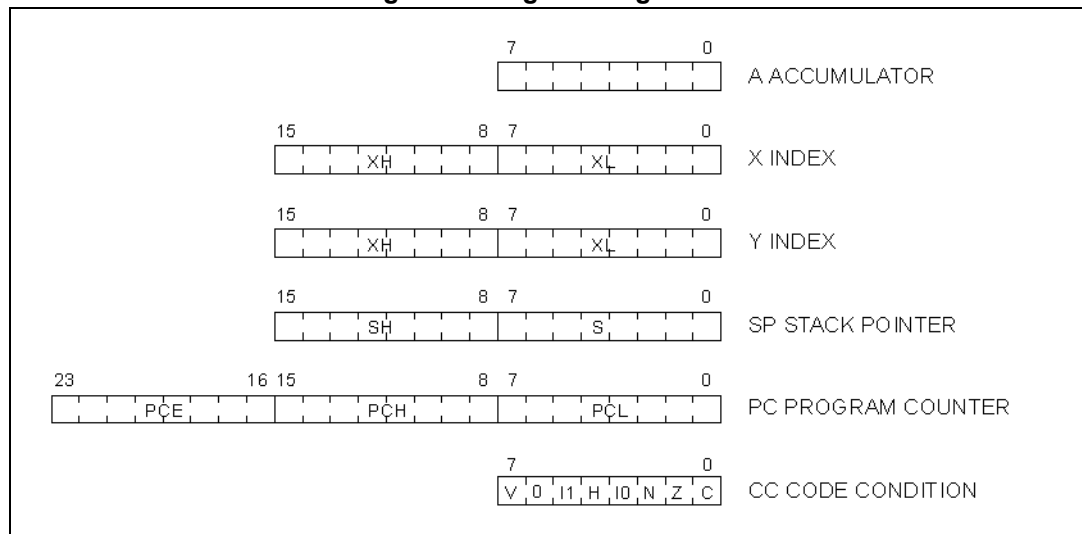 7 0
A ACCUMULATOR
15 8 7 0
XH XL X INDEX
15 8 7 0
XH XL Y INDEX
15 8 7 0
SH S SP STACK POINTER
23 16 15 8 7 0
PCE PCH PCL PC PROGRAM COUNTER
7 0
V 0 I1 H I0 N Z C CC CODE CONDITION